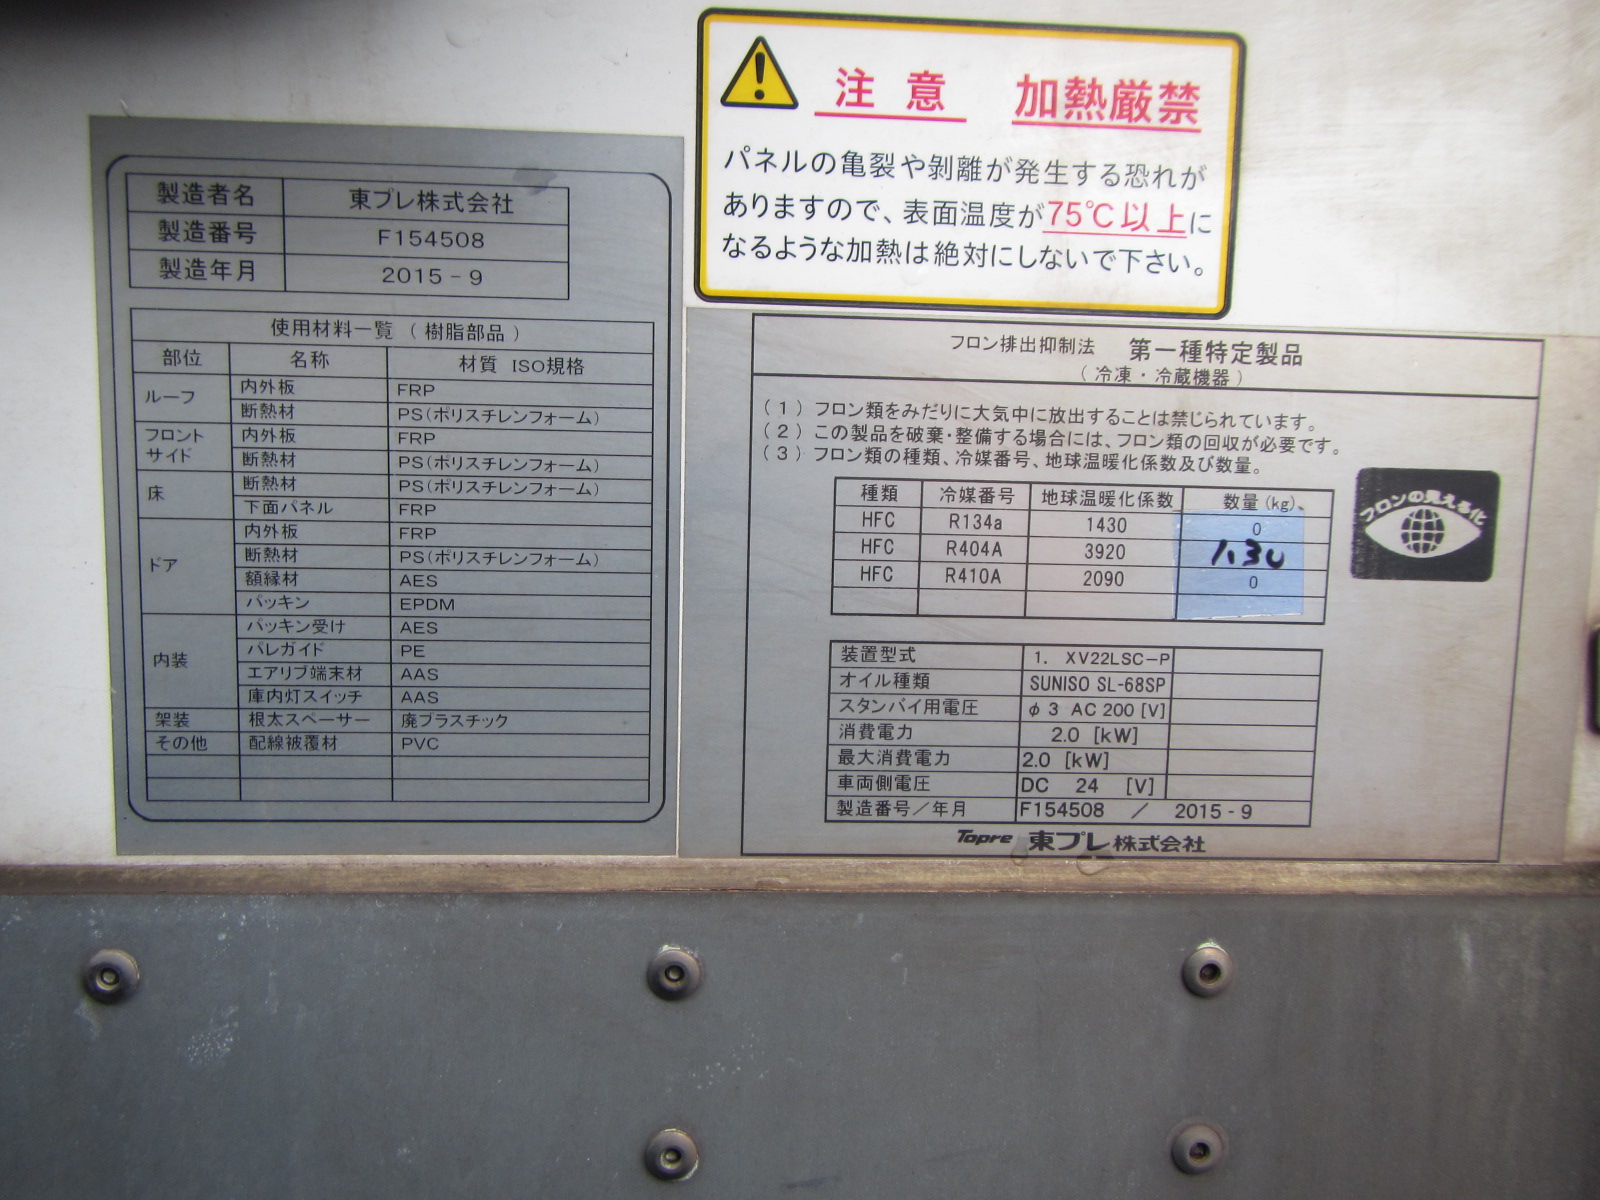 製造者名 東プレ株式会社
製造番号 F154508
製造年月 2015-9
使用材料一覧 (樹脂部品)
部位 名称 材質 ISO規格
ルーフ 内外板 FRP
断熱材 PS(ポリスチレンフォーム)
フロント サイド 内外板 FRP
断熱材 PS(ポリスチレンフォーム)
床 断熱材 PS(ポリスチレンフォーム)
下面パネル FRP
ドア 内外板 FRP
断熱材 PS(ポリスチレンフォーム)
額縁材 AES
パッキン EPDM
内装 パッキン受け AES
パレガイド PE
エアリブ端末材 AAS
庫内灯スイッチ AAS
架装 根太スペーサー 廃プラスチック
その他 配線被覆材 PVC
注意 加熱厳禁
パネルの亀裂や剝離が発生する恐れが
ありますので、表面温度が75℃以上に
なるような加熱は絶対にしないで下さい。
フロン排出抑制法 第一種特定製品
(冷凍・冷蔵機器)
(1)フロン類をみだりに大気中に放出することは禁じられています。
(2)この製品を破棄・整備する場合には、フロン類の回収が必要です。
(3)フロン類の種類、冷媒番号、地球温暖化係数及び数量。
種類 冷媒番号 地球温暖化係数 数量(kg)、
HFC R134a 1430 0
HFC R404A 3920
HFC R410A 2090 0
フロンの見える化
装置型式 1. XV22LSC-P
オイル種類 SUNISO SL-68SP
スタンバイ用電圧 φ3 AC 200 [V]
消費電力 2.0 [kW]
最大消費電力 2.0 [kW]
車両側電圧 DC 24 [V]
製造番号/年月 F154508 / 2015-9
Topre 東プレ株式会社